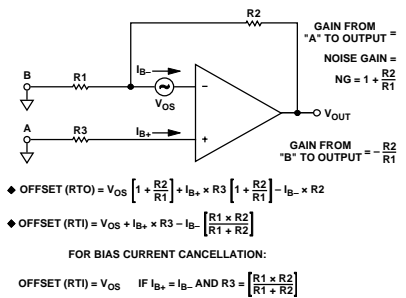 R2
GAIN FROM
"A" TO OUTPUT =
NOISE GAIN =
NG = 1 + R2/R1
B
R1
I_B–
V_OS
–
V_OUT
A
R3
I_B+
+
GAIN FROM
"B" TO OUTPUT = – R2/R1
◆ OFFSET (RTO) = V_OS [1 + R2/R1] + I_B+ × R3 [1 + R2/R1] – I_B– × R2
◆ OFFSET (RTI) = V_OS + I_B+ × R3 – I_B– [R1 × R2 / R1 + R2]
FOR BIAS CURRENT CANCELLATION:
OFFSET (RTI) = V_OS IF I_B+ = I_B– AND R3 = [R1 × R2 / R1 + R2]